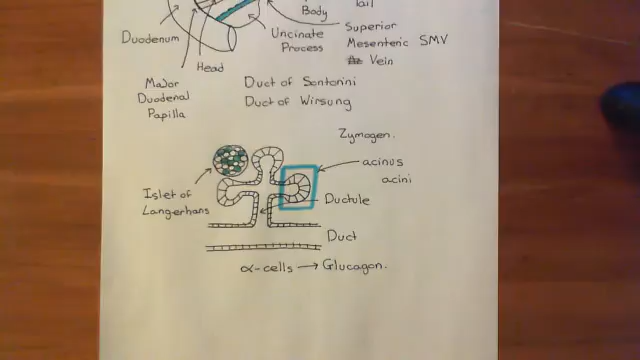 Body
Tail
Duodenum
Uncinate
Process
Superior
Mesenteric SMV
Vein
Head
Major
Duodenal
Papilla
Duct of Santorini
Duct of Wirsung
Zymogen.
acinus
acini
Islet of
Langerhans
Ductule
Duct
α-cells → Glucagon.